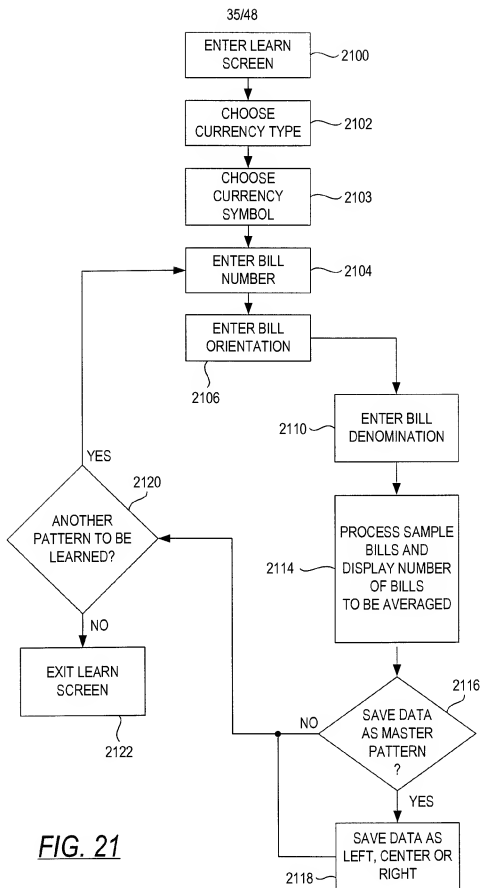 35/48
ENTER LEARN
SCREEN
2100
CHOOSE
CURRENCY TYPE
2102
CHOOSE
CURRENCY
SYMBOL
2103
ENTER BILL
NUMBER
2104
ENTER BILL
ORIENTATION
2106
ENTER BILL
DENOMINATION
2110
PROCESS SAMPLE
BILLS AND
DISPLAY NUMBER
OF BILLS
TO BE AVERAGED
2114
SAVE DATA
AS MASTER
PATTERN
?
2116
NO
YES
SAVE DATA AS
LEFT, CENTER OR
RIGHT
2118
YES
2120
ANOTHER
PATTERN TO BE
LEARNED?
NO
EXIT LEARN
SCREEN
2122
FIG. 21